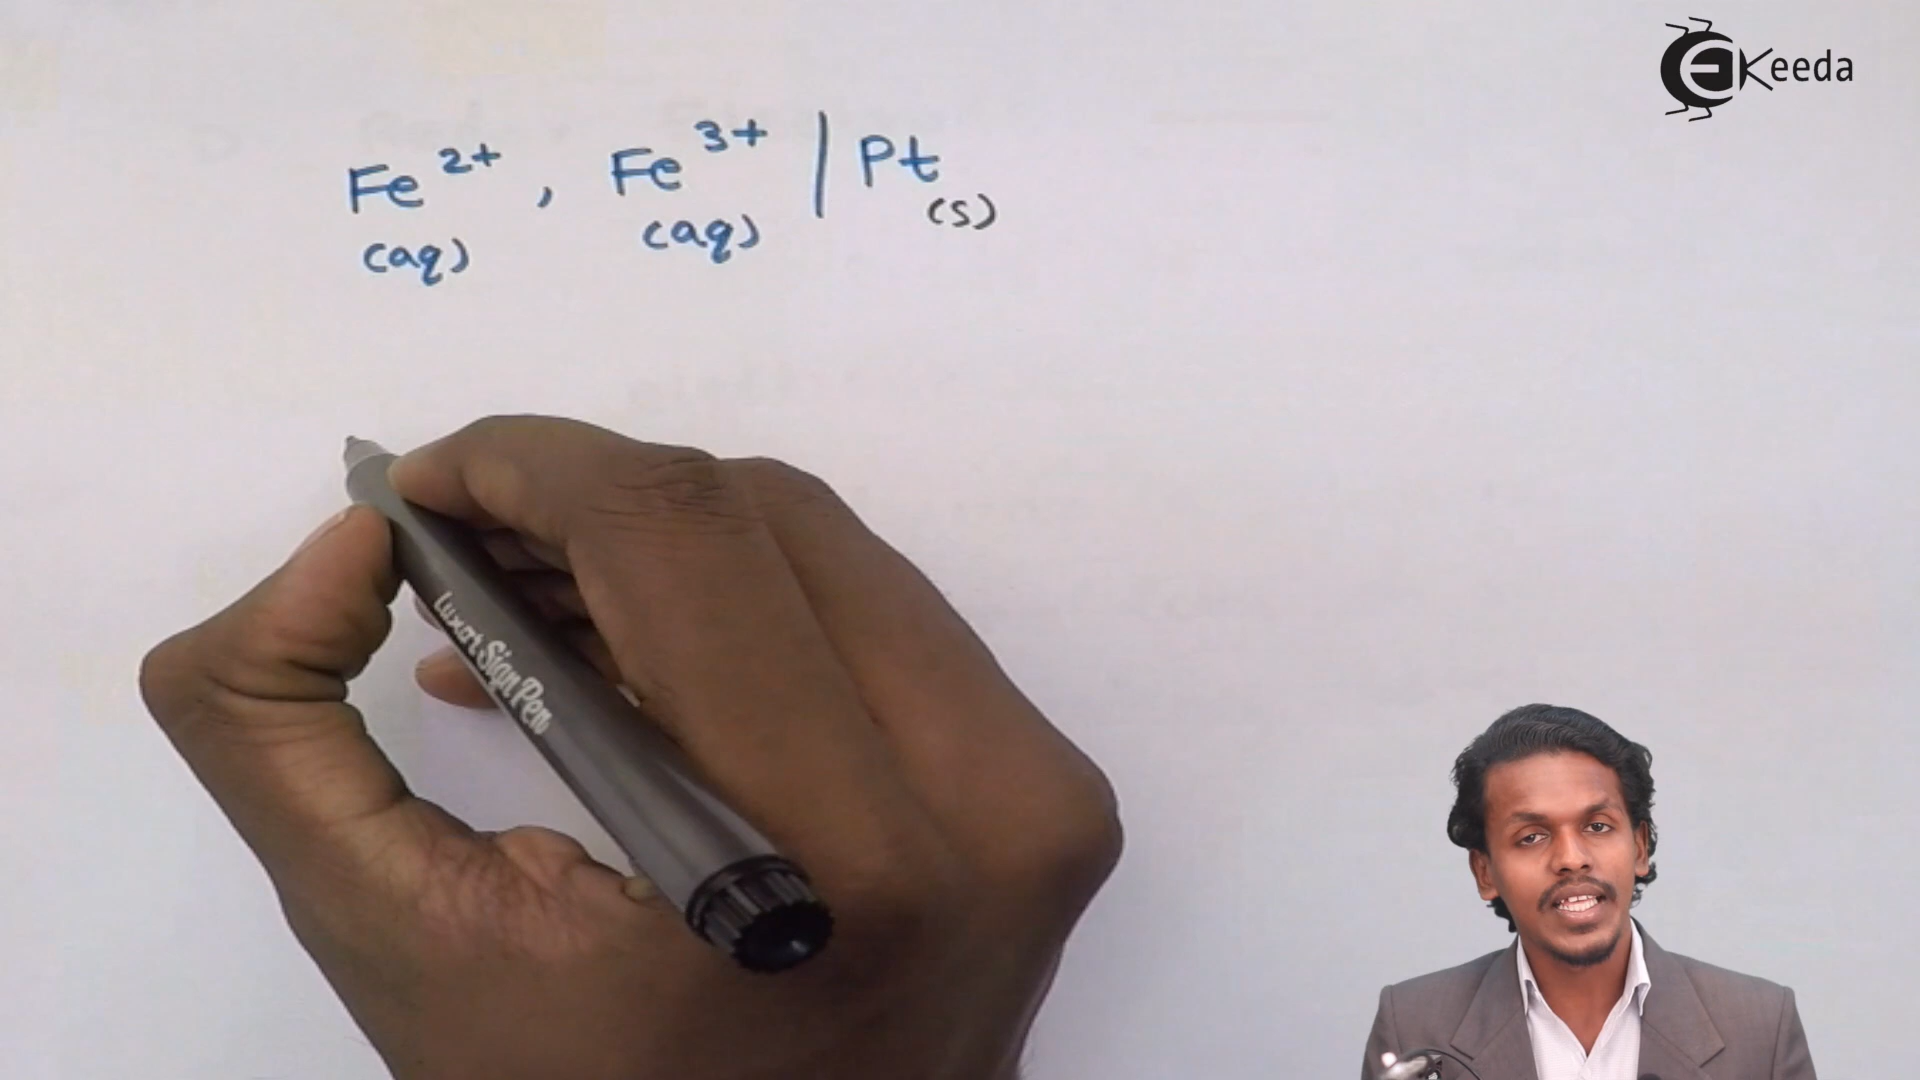 Keeda
Fe²⁺ , Fe³⁺ | Pt
(aq) (aq) (s)
Luxor Sign Pen